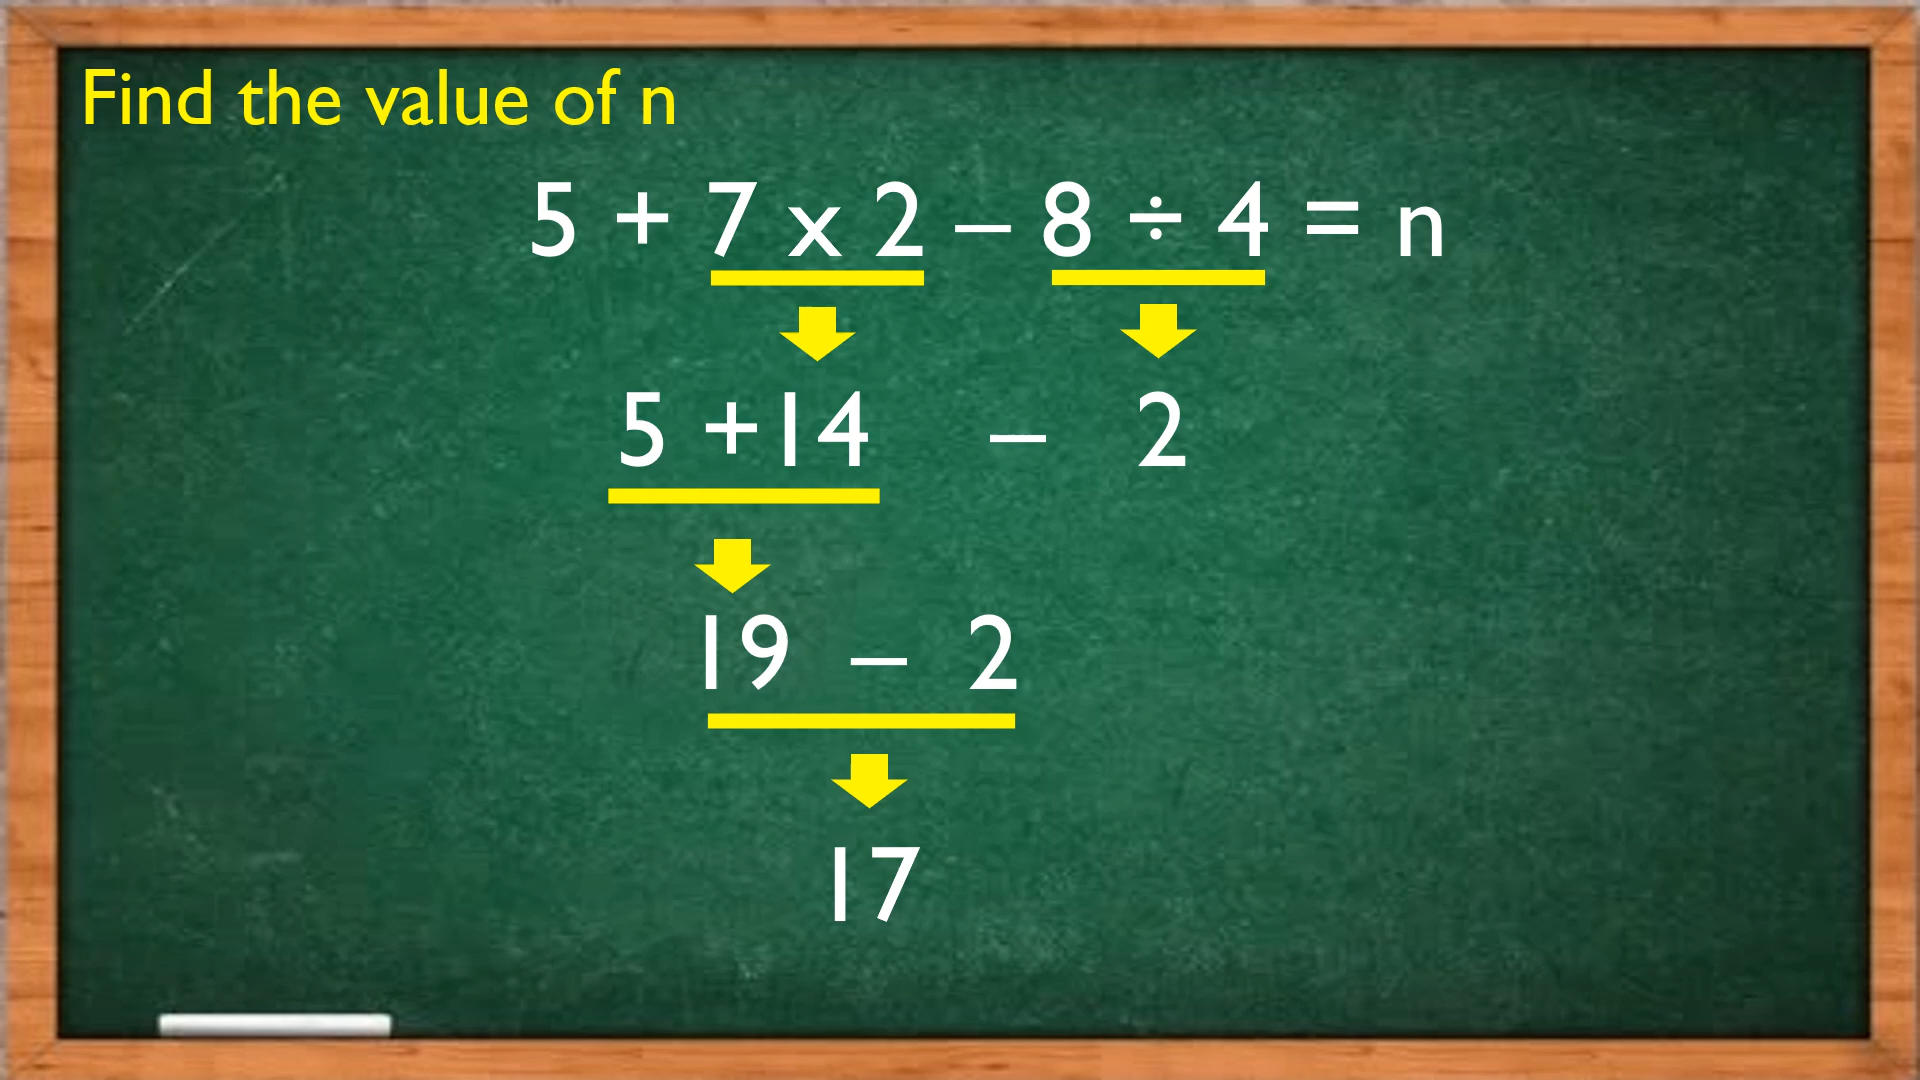 Find the value of n
5 + 7 x 2 – 8 ÷ 4 = n
5 +14 – 2
19 – 2
17